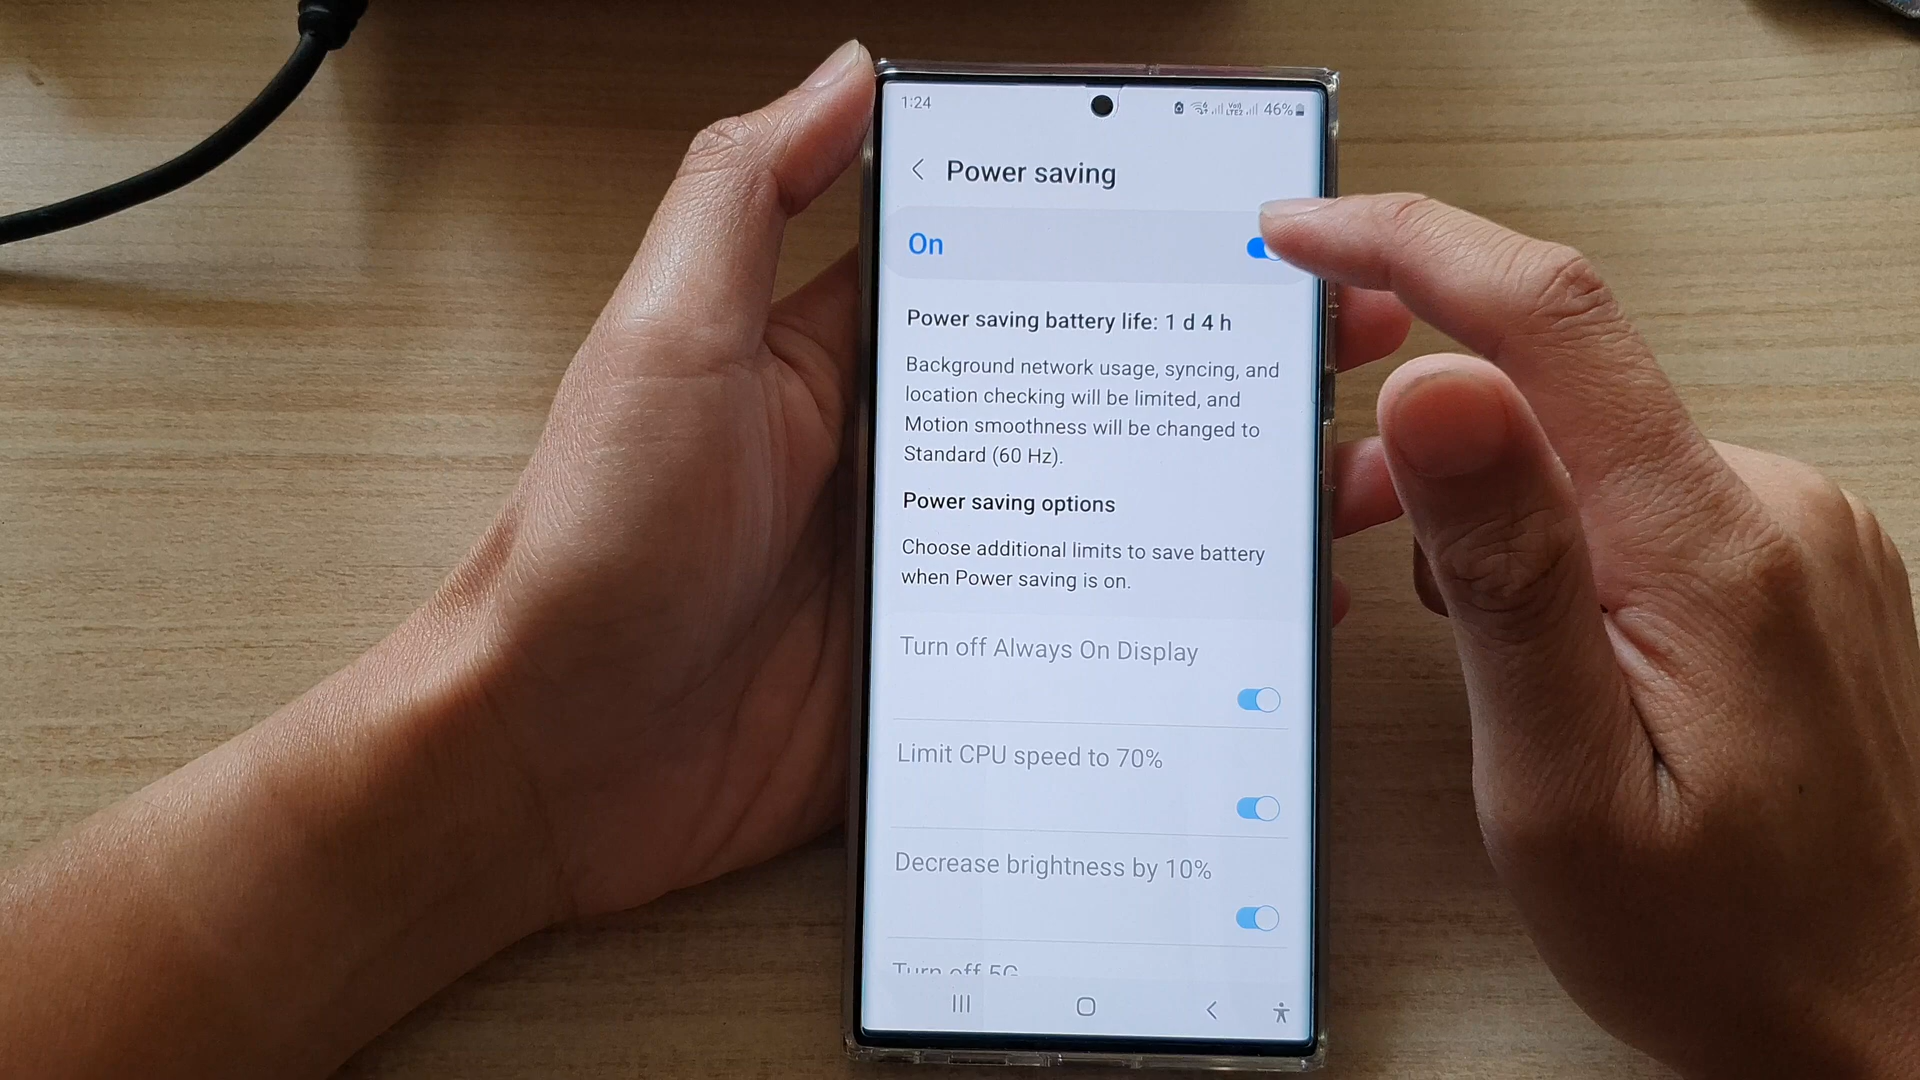 1:24
46%
Power saving
On
Power saving battery life: 1 d 4 h
Background network usage, syncing, and
location checking will be limited, and
Motion smoothness will be changed to
Standard (60 Hz).
Power saving options
Choose additional limits to save battery
when Power saving is on.
Turn off Always On Display
Limit CPU speed to 70%
Decrease brightness by 10%
Turn off 5G